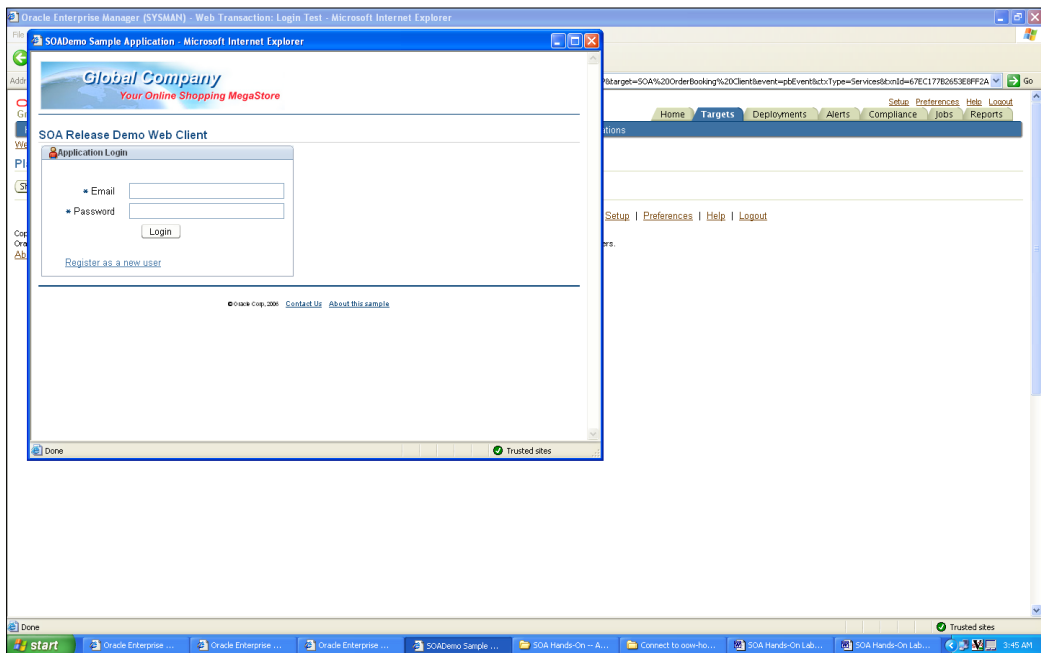 Oracle Enterprise Manager (SYSMAN) - Web Transaction: Login Test - Microsoft Internet Explorer
SOADemo Sample Application - Microsoft Internet Explorer
Global Company
Your Online Shopping MegaStore
SOA Release Demo Web Client
Application Login
* Email
* Password
Login
Register as a new user
© Oracle Corp, 2006 Contact Us About this sample
Done
Trusted sites
target=SOA%20OrderBooking%20Client&event=pbEvent&ctxType=Services&txnId=67EC177B2653E8FF2A
Go
Setup Preferences Help Logout
Home Targets Deployments Alerts Compliance Jobs Reports
Setup | Preferences | Help | Logout
Done
Trusted sites
start
Oracle Enterprise ...
Oracle Enterprise ...
Oracle Enterprise ...
SOADemo Sample ...
SOA Hands-On -- A...
Connect to oow-ho...
SOA Hands-On Lab...
SOA Hands-On Lab...
3:45 AM